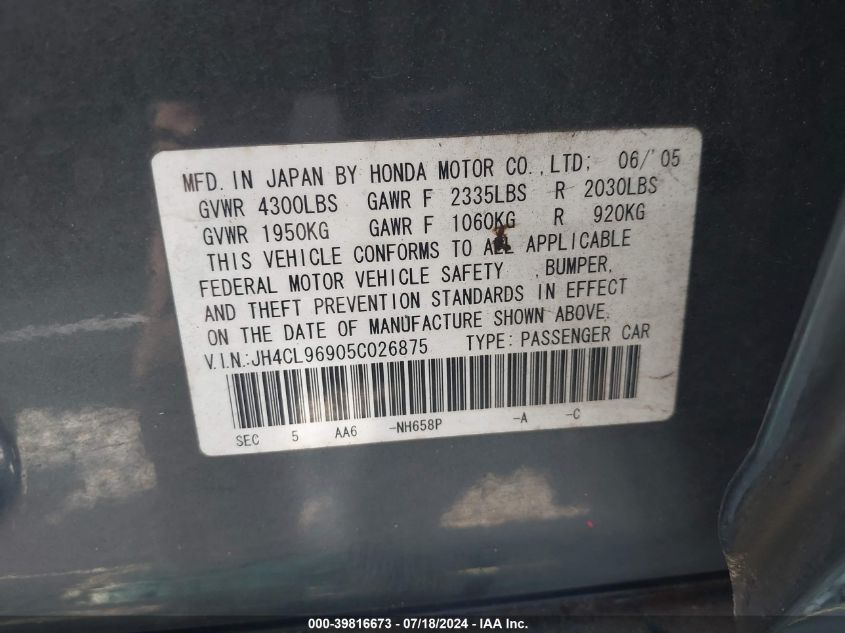 MFD. IN JAPAN BY HONDA MOTOR CO.,LTD: 06/'05
GVWR 4300LBS GAWR F 2335LBS R 2030LBS
GVWR 1950KG GAWR F 1060KG R 920KG
THIS VEHICLE CONFORMS TO ALL APPLICABLE
FEDERAL MOTOR VEHICLE SAFETY ,BUMPER,
AND THEFT PREVENTION STANDARDS IN EFFECT
ON THE DATE OF MANUFACTURE SHOWN ABOVE.
V.I.N.:JH4CL96905C026875 TYPE: PASSENGER CAR
SEC 5 AA6 -NH658P -A -C
000-39816673 - 07/18/2024 - IAA Inc.